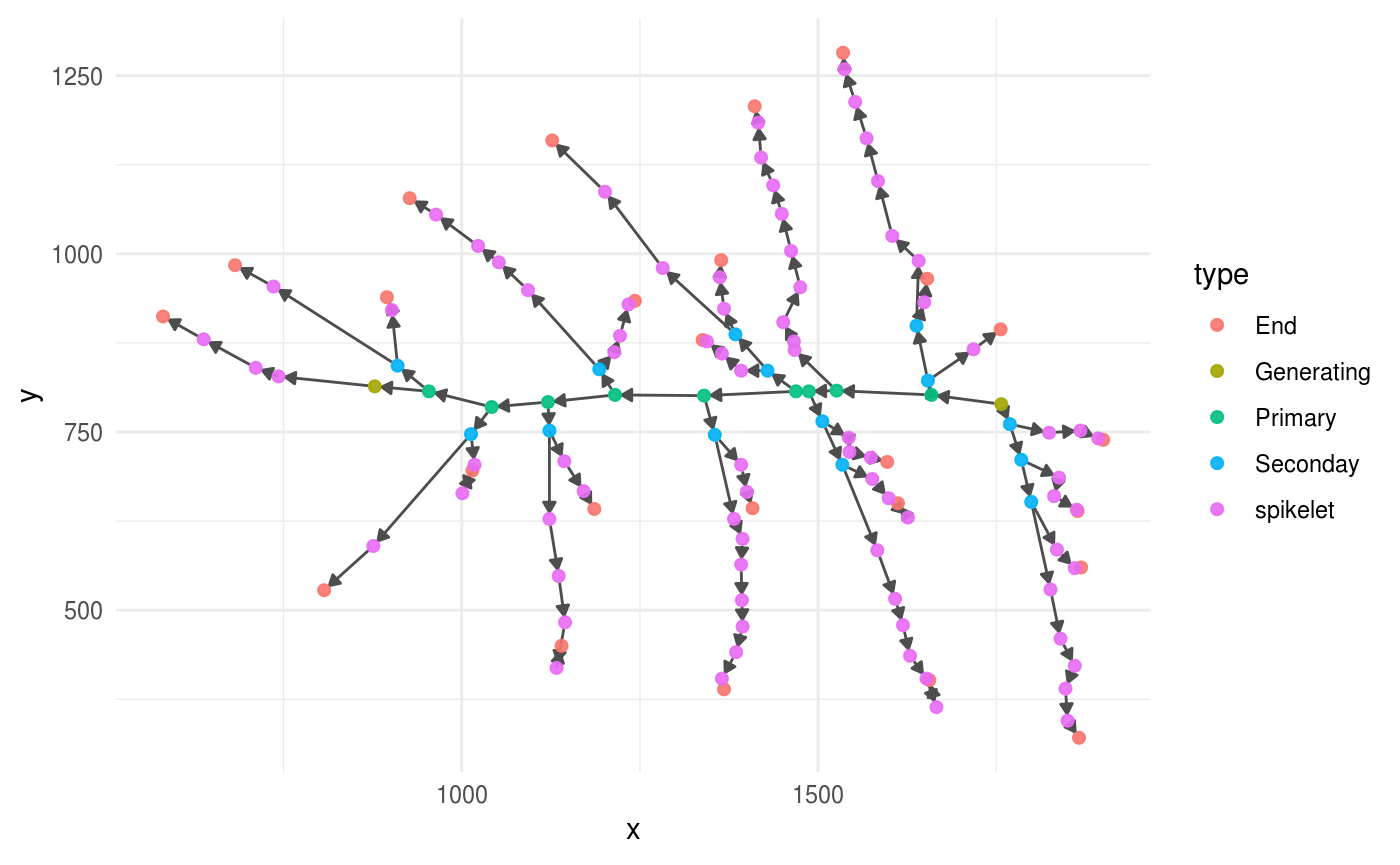 1250
1000
750
500
y
1000
1500
x
type
End
Generating
Primary
Seconday
spikelet